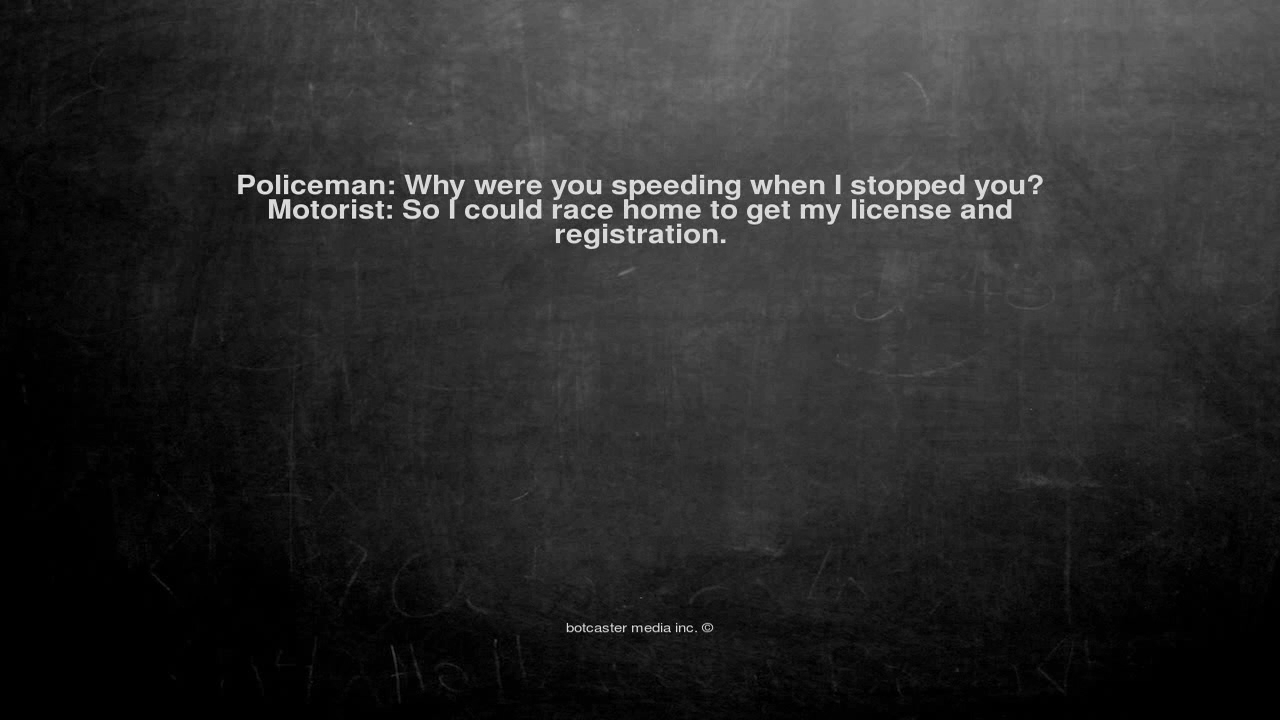 Policeman: Why were you speeding when I stopped you?
Motorist: So I could race home to get my license and
registration.
botcaster media inc. ©